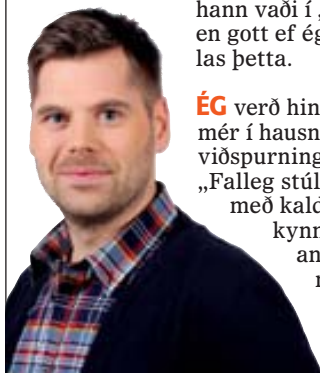 hann vaði í „
en gott ef ég
las þetta.
ÉG verð hin
mér í hausn
viðspurning
„Falleg stúl
með kald
kynn
an